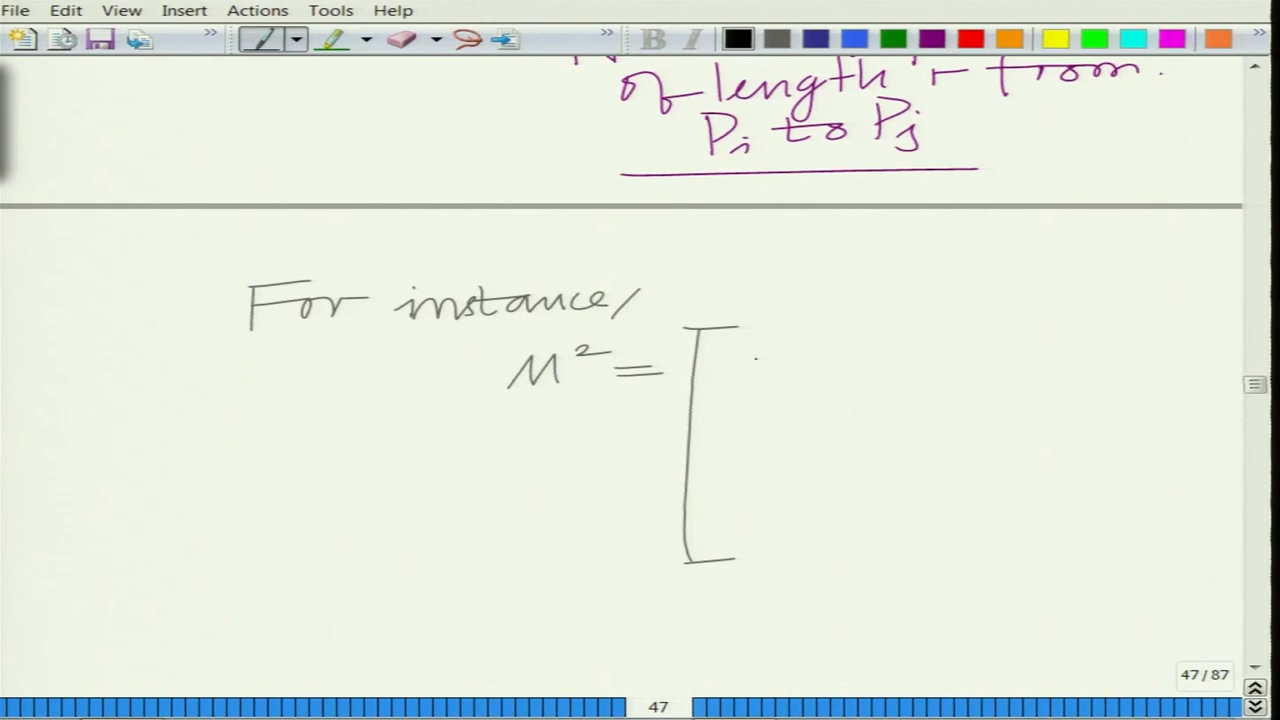 File Edit View Insert Actions Tools Help
of length r from
Pi to Pj
For instance,
M² = [
47 / 87
47